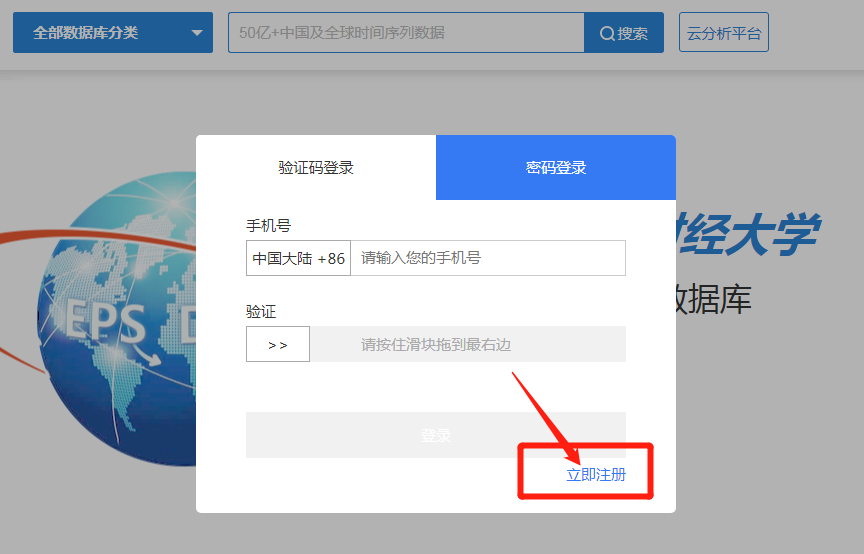 全部数据库分类
50亿+中国及全球时间序列数据
搜索
云分析平台
验证码登录
密码登录
手机号
中国大陆 +86
请输入您的手机号
经大学
数据库
EPS D
验证
>>
请按住滑块拖到最右边
登录
立即注册